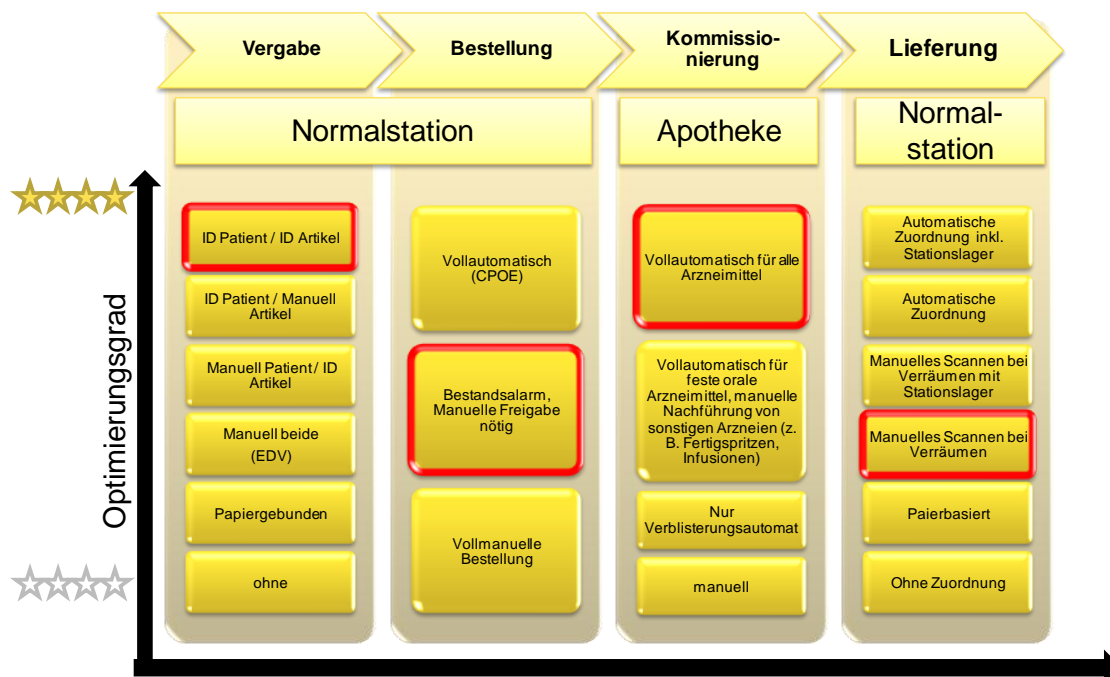 Vergabe
Bestellung
Kommissio-
nierung
Lieferung
Normalstation
Apotheke
Normal-
station
Optimierungsgrad
ID Patient / ID Artikel
ID Patient / Manuell
Artikel
Manuell Patient / ID
Artikel
Manuell beide
(EDV)
Papiergebunden
ohne
Vollautomatisch
(CPOE)
Bestandsalarm,
Manuelle Freigabe
nötig
Vollmanuelle
Bestellung
Vollautomatisch für alle
Arzneimittel
Vollautomatisch für
feste orale
Arzneimittel, manuelle
Nachführung von
sonstigen Arzneien (z.
B. Fertigspritzen,
Infusionen)
Nur
Verblisterungsautomat
manuell
Automatische
Zuordnung inkl.
Stationslager
Automatische
Zuordnung
Manuelles Scannen bei
Verräumen mit
Stationslager
Manuelles Scannen bei
Verräumen
Paierbasiert
Ohne Zuordnung